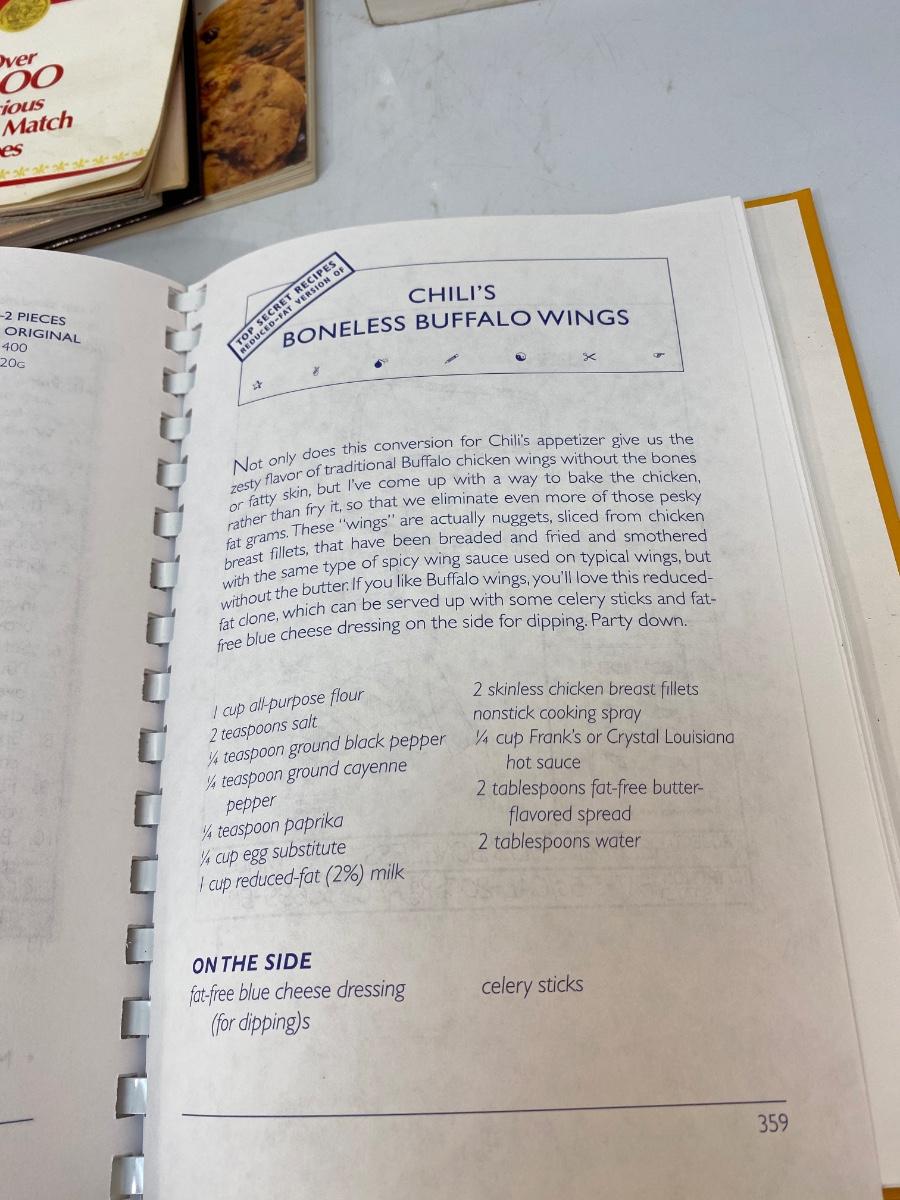 Over
OO
cious
Match
es
-2 PIECES
ORIGINAL
400
20G
TOP SECRET RECIPES
REDUCED-FAT VERSION OF
CHILI'S
BONELESS BUFFALO WINGS
Not only does this conversion for Chili's appetizer give us the
zesty flavor of traditional Buffalo chicken wings without the bones
or fatty skin, but I've come up with a way to bake the chicken,
rather than fry it, so that we eliminate even more of those pesky
fat grams. These "wings" are actually nuggets, sliced from chicken
breast fillets, that have been breaded and fried and smothered
with the same type of spicy wing sauce used on typical wings, but
without the butter. If you like Buffalo wings, you'll love this reduced-
fat clone, which can be served up with some celery sticks and fat-
free blue cheese dressing on the side for dipping. Party down.
1 cup all-purpose flour
2 teaspoons salt
¼ teaspoon ground black pepper
¼ teaspoon ground cayenne
pepper
¼ teaspoon paprika
¼ cup egg substitute
1 cup reduced-fat (2%) milk
2 skinless chicken breast fillets
nonstick cooking spray
¼ cup Frank's or Crystal Louisiana
hot sauce
2 tablespoons fat-free butter-
flavored spread
2 tablespoons water
ON THE SIDE
fat-free blue cheese dressing
(for dipping)s
celery sticks
359